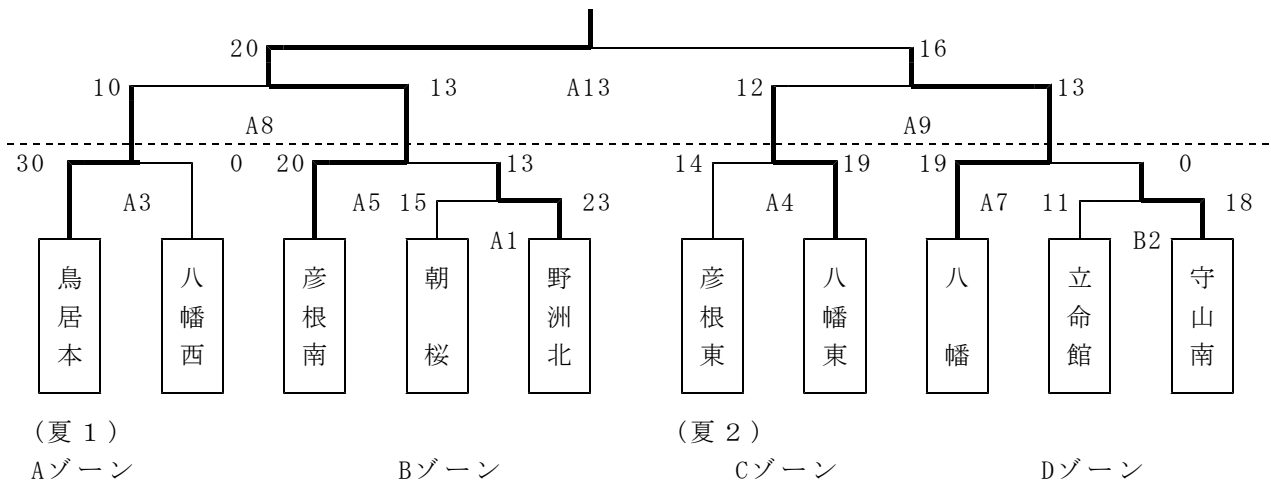 20 16
10 13 A13 12 13
A8 A9
30 0 20 13 14 19 19 0
A3 A5 15 23 A4 A7 11 18
A1 B2
鳥居本 八幡西 彦根南 朝桜 野洲北 彦根東 八幡東 八幡 立命館 守山南
(夏1) (夏2)
Aゾーン Bゾーン Cゾーン Dゾーン